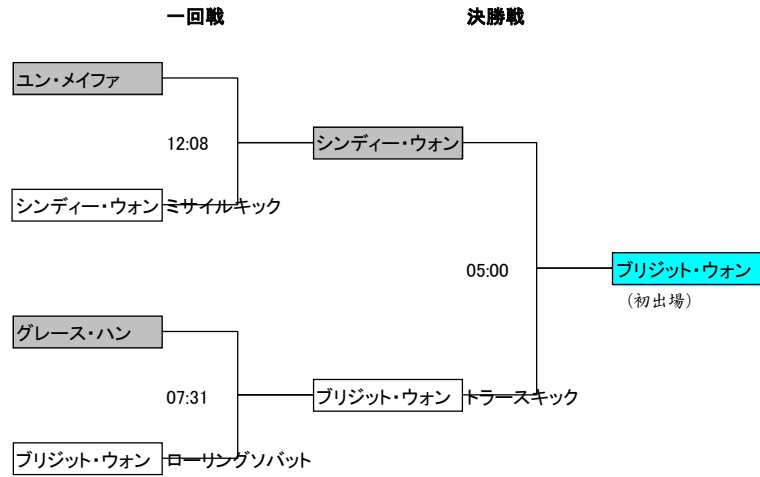 一回戦
決勝戦
ユン・メイファ
12:08
シンディー・ウォン
シンディー・ウォン ミサイルキック
05:00
ブリジット・ウォン
(初出場)
グレース・ハン
07:31
ブリジット・ウォン トラースキック
ブリジット・ウォン ローリングソバット